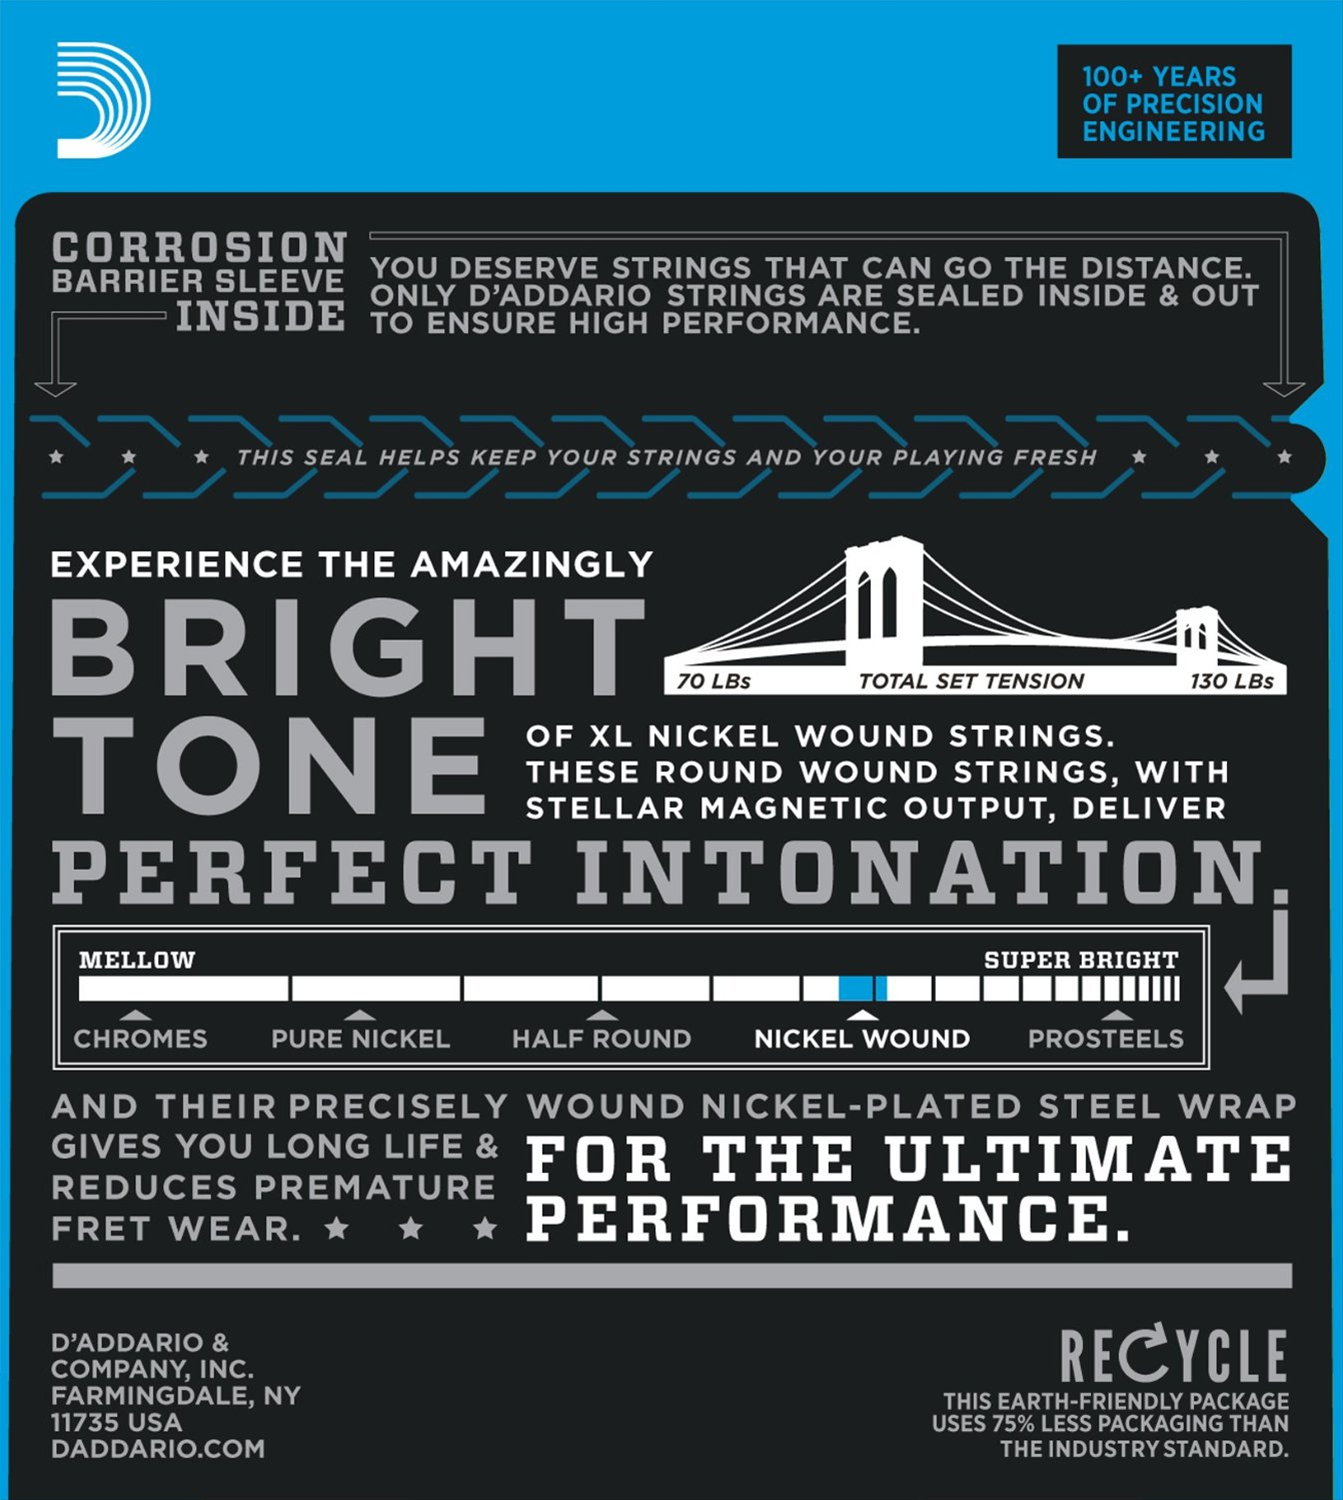 100+ YEARS
OF PRECISION
ENGINEERING
CORROSION
BARRIER SLEEVE
INSIDE
YOU DESERVE STRINGS THAT CAN GO THE DISTANCE.
ONLY D'ADDARIO STRINGS ARE SEALED INSIDE & OUT
TO ENSURE HIGH PERFORMANCE.
THIS SEAL HELPS KEEP YOUR STRINGS AND YOUR PLAYING FRESH
EXPERIENCE THE AMAZINGLY
BRIGHT
70 LBs TOTAL SET TENSION 130 LBs
TONE
OF XL NICKEL WOUND STRINGS.
THESE ROUND WOUND STRINGS, WITH
STELLAR MAGNETIC OUTPUT, DELIVER
PERFECT INTONATION.
MELLOW SUPER BRIGHT
CHROMES PURE NICKEL HALF ROUND NICKEL WOUND PROSTEELS
AND THEIR PRECISELY WOUND NICKEL-PLATED STEEL WRAP
GIVES YOU LONG LIFE &
REDUCES PREMATURE
FRET WEAR.
FOR THE ULTIMATE
PERFORMANCE.
D'ADDARIO &
COMPANY, INC.
FARMINGDALE, NY
11735 USA
DADDARIO.COM
RECYCLE
THIS EARTH-FRIENDLY PACKAGE
USES 75% LESS PACKAGING THAN
THE INDUSTRY STANDARD.